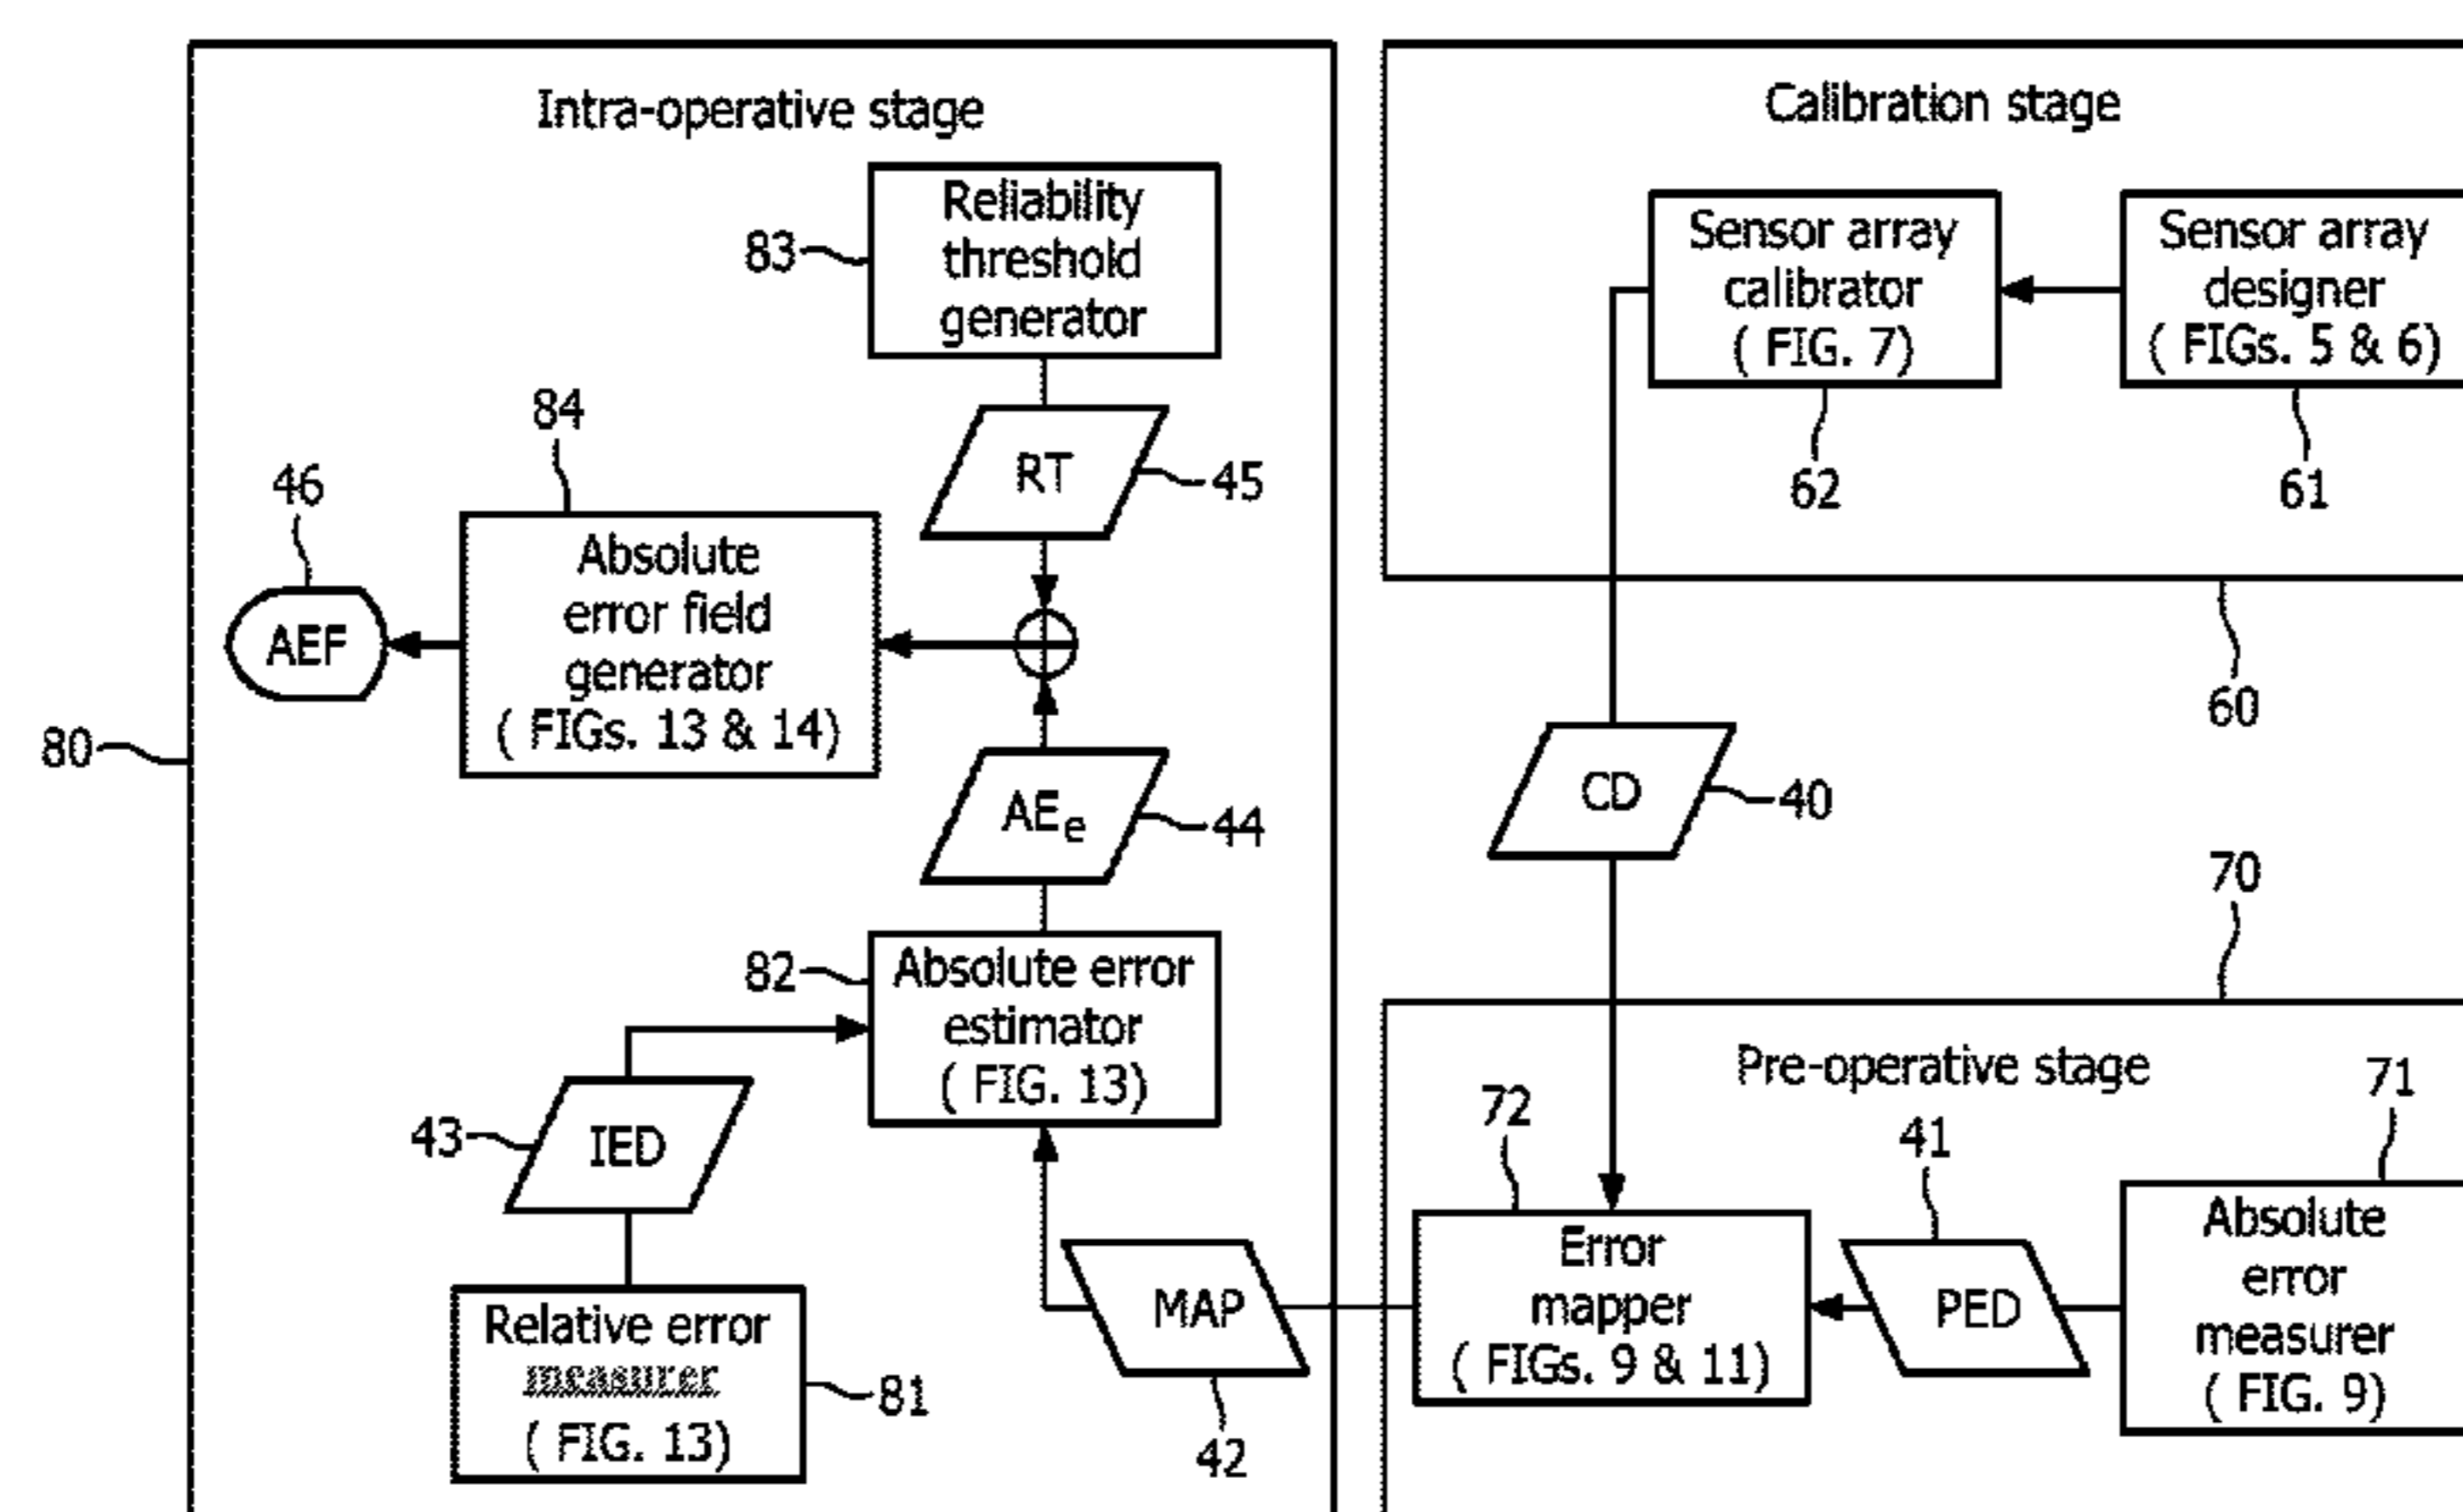 Intra-operative stage
Reliability
threshold
generator
83
RT
45
84
46
Absolute
error field
generator
( FIGs. 13 & 14)
AEF
80
AEe
44
82
Absolute error
estimator
( FIG. 13)
43
IED
Relative error
measurer
( FIG. 13)
81
MAP
42
Calibration stage
Sensor array
calibrator
( FIG. 7)
62
Sensor array
designer
( FIGs. 5 & 6)
61
60
CD
40
70
Pre-operative stage
72
Error
mapper
( FIGs. 9 & 11)
41
PED
71
Absolute
error
measurer
( FIG. 9)